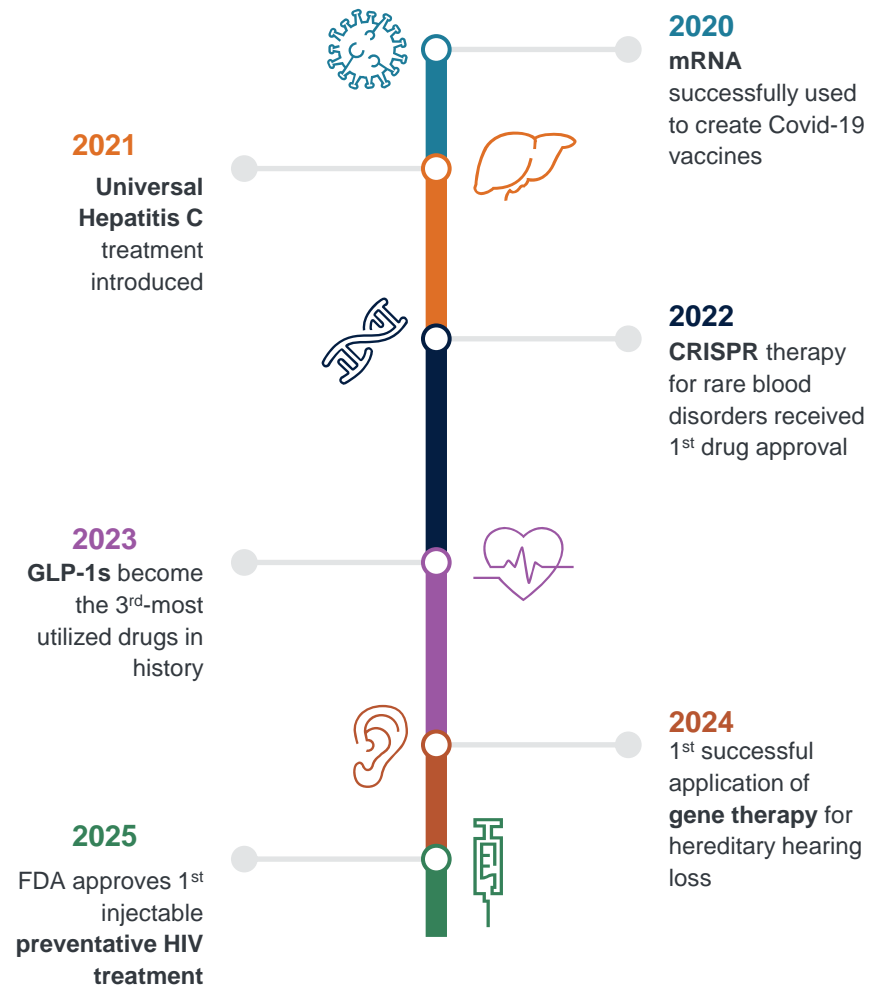 2020
mRNA
successfully used
to create Covid-19
vaccines
2021
Universal
Hepatitis C
treatment
introduced
2022
CRISPR therapy
for rare blood
disorders received
1st drug approval
2023
GLP-1s become
the 3rd-most
utilized drugs in
history
2024
1st successful
application of
gene therapy for
hereditary hearing
loss
2025
FDA approves 1st
injectable
preventative HIV
treatment